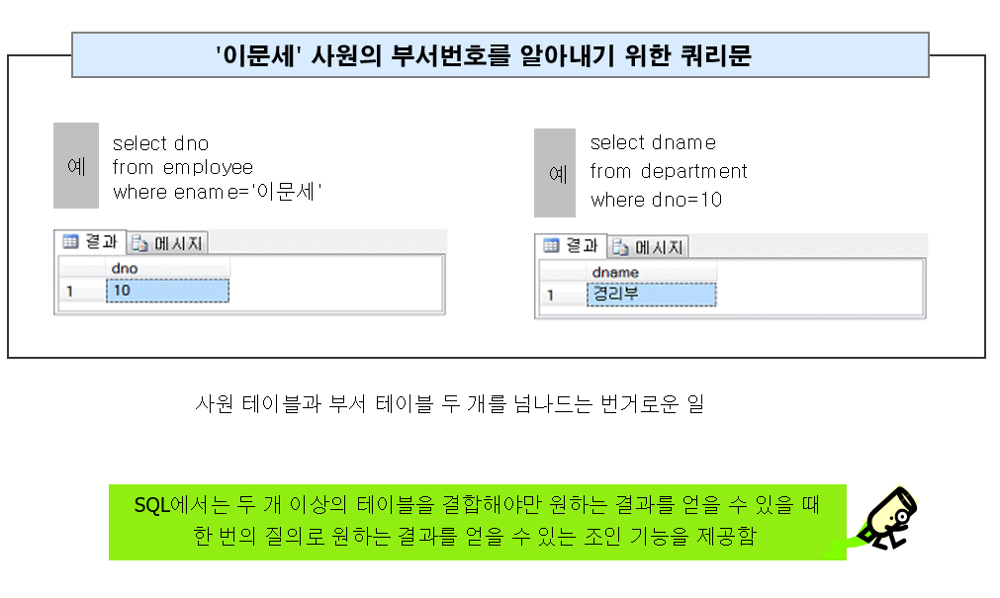 '이문세' 사원의 부서번호를 알아내기 위한 쿼리문
예
select dno
from employee
where ename='이문세'
결과 메시지
dno
1 10
예
select dname
from department
where dno=10
결과 메시지
dname
1 경리부
사원 테이블과 부서 테이블 두 개를 넘나드는 번거로운 일
SQL에서는 두 개 이상의 테이블을 결합해야만 원하는 결과를 얻을 수 있을 때
한 번의 질의로 원하는 결과를 얻을 수 있는 조인 기능을 제공함